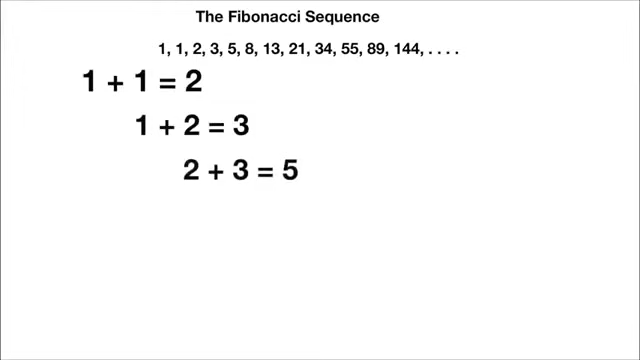 The Fibonacci Sequence
1, 1, 2, 3, 5, 8, 13, 21, 34, 55, 89, 144, . . . .
1 + 1 = 2
1 + 2 = 3
2 + 3 = 5